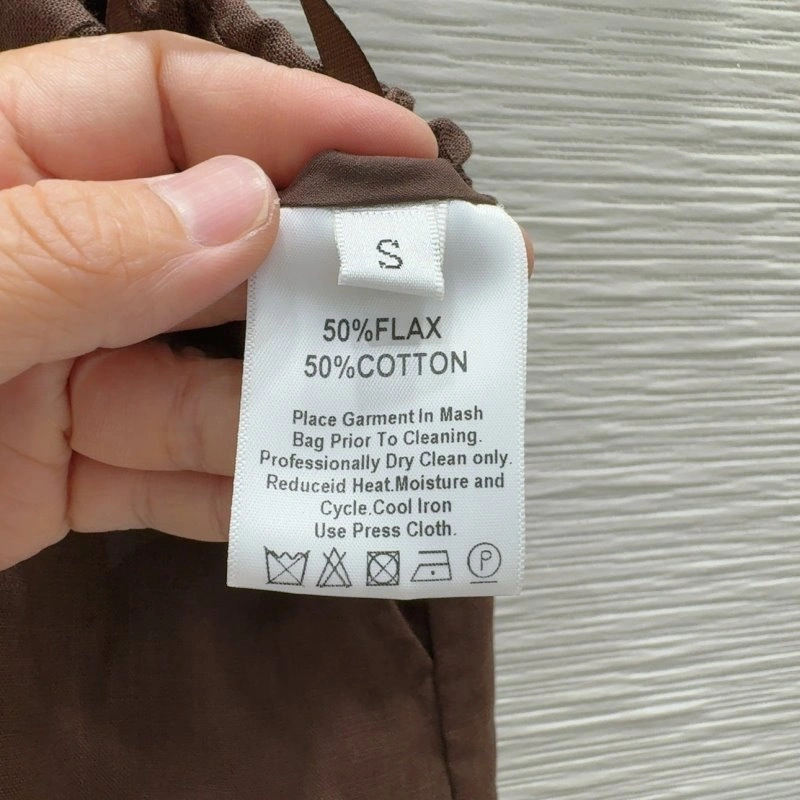 S
50%FLAX
50%COTTON
Place Garment In Mash
Bag Prior To Cleaning.
Professionally Dry Clean only.
Reduceid Heat.Moisture and
Cycle.Cool Iron
Use Press Cloth.
P